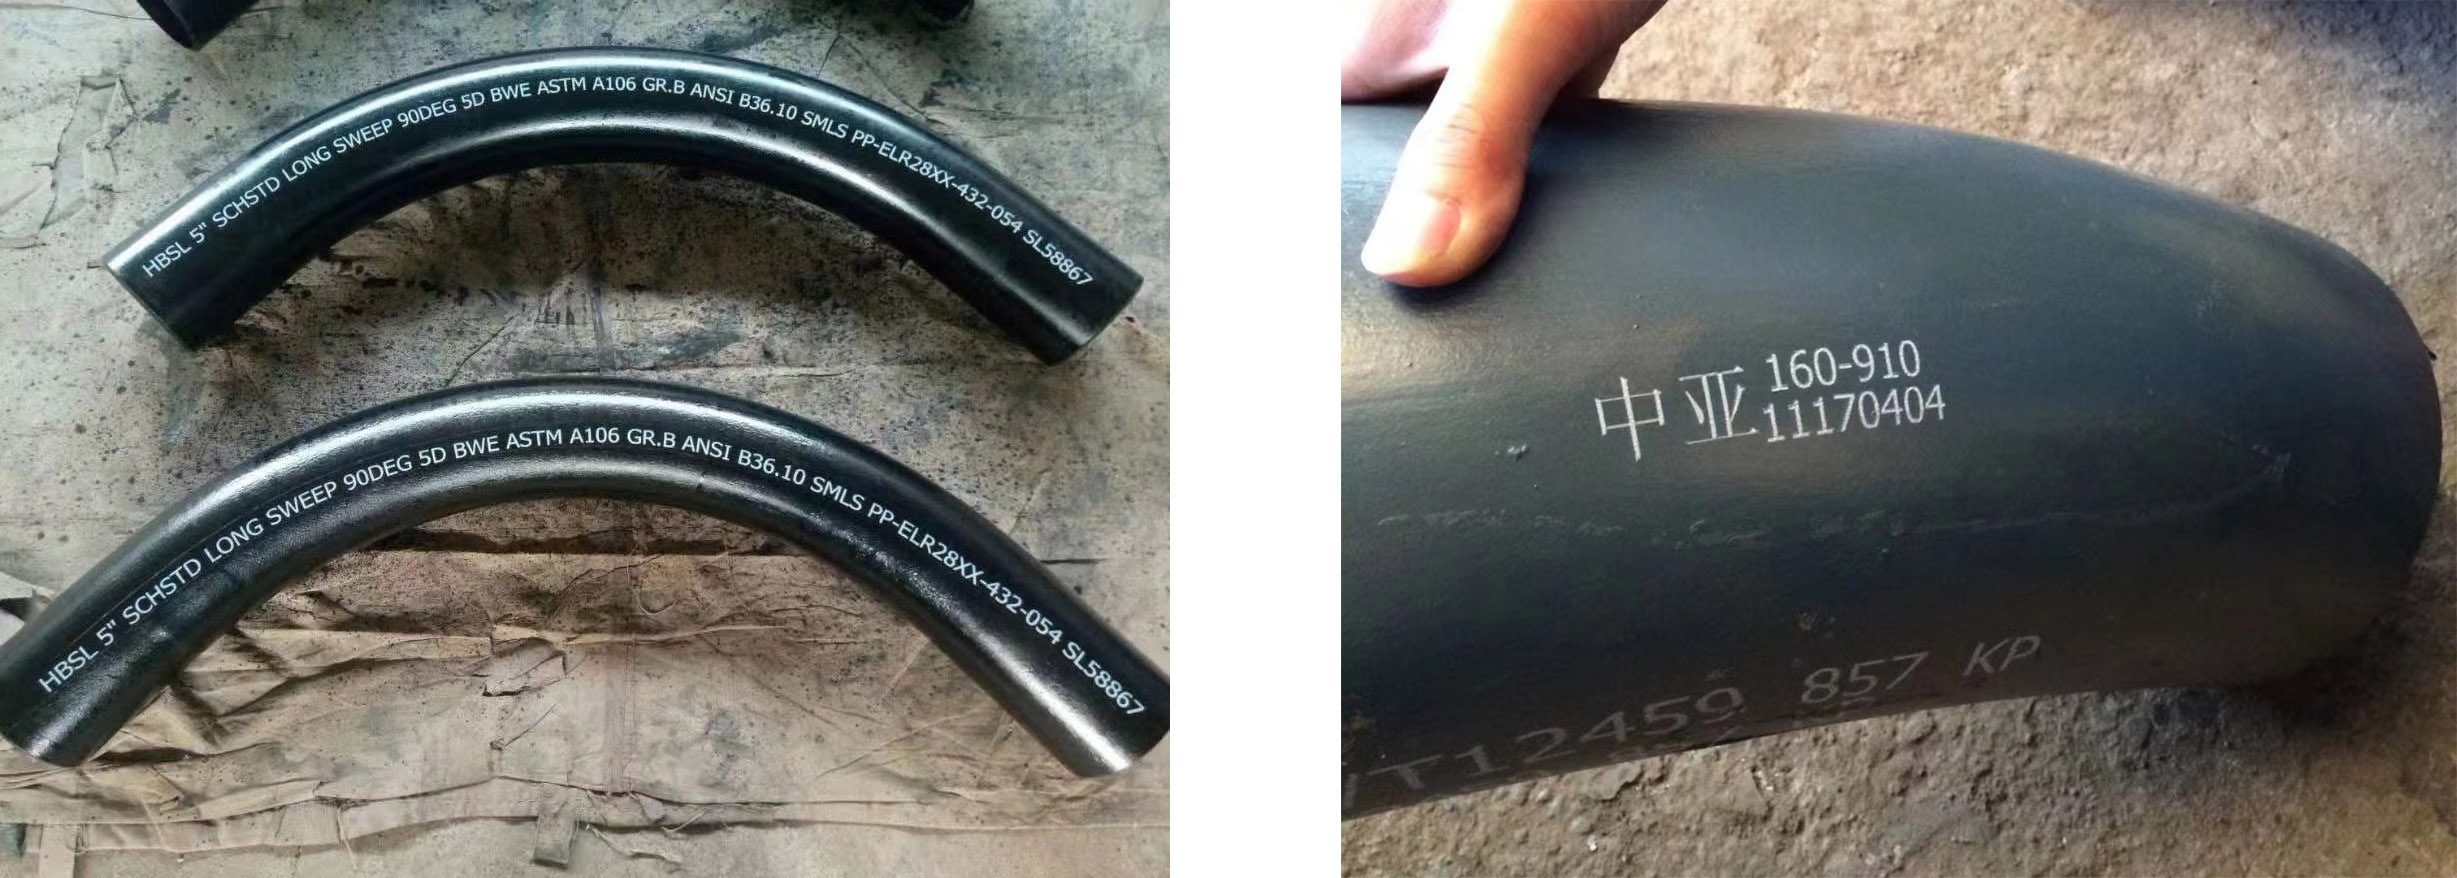 HBSL 5" SCHSTD LONG SWEEP 90DEG 5D BWE ASTM A106 GR.B ANSI B36.10 SMLS PP-ELR28XX-432-054 SL58867
HBSL 5" SCHSTD LONG SWEEP 90DEG 5D BWE ASTM A106 GR.B ANSI B36.10 SMLS PP-ELR28XX-432-054 SL58867
中亚 160-910
11170404
T12459 857 KP